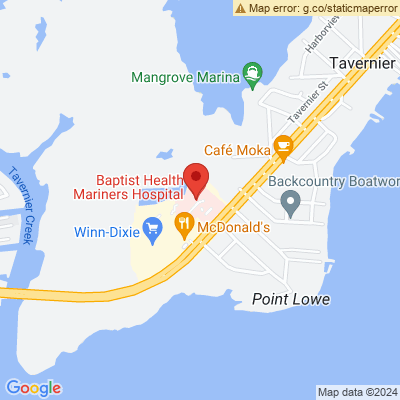 Map error: g.co/staticmaperror
Harborview
Tavernier
Mangrove Marina
Tavernier St
Café Moka
Tavernier Creek
Baptist Health
Mariners Hospital
Backcountry Boatwor
Winn-Dixie
McDonald's
Point Lowe
Google
Map data ©2024